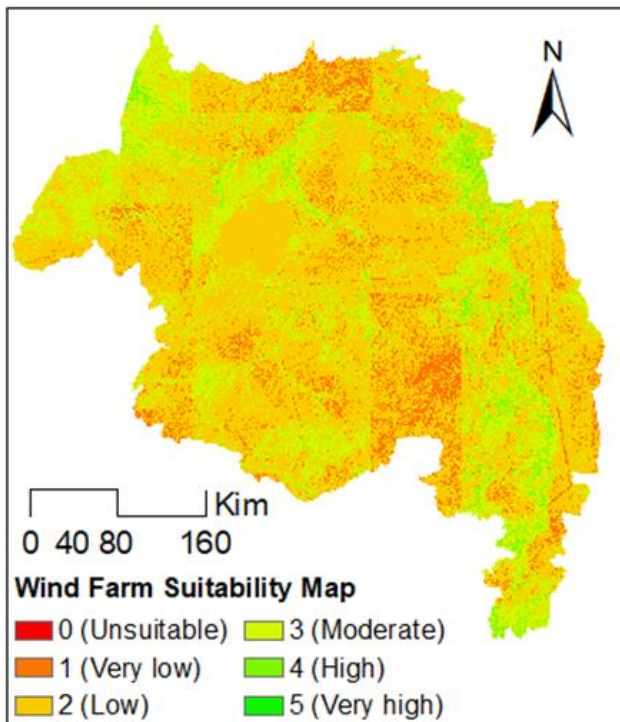 N
Kim
0 40 80 160
Wind Farm Suitability Map
0 (Unsuitable) 3 (Moderate)
1 (Very low) 4 (High)
2 (Low) 5 (Very high)